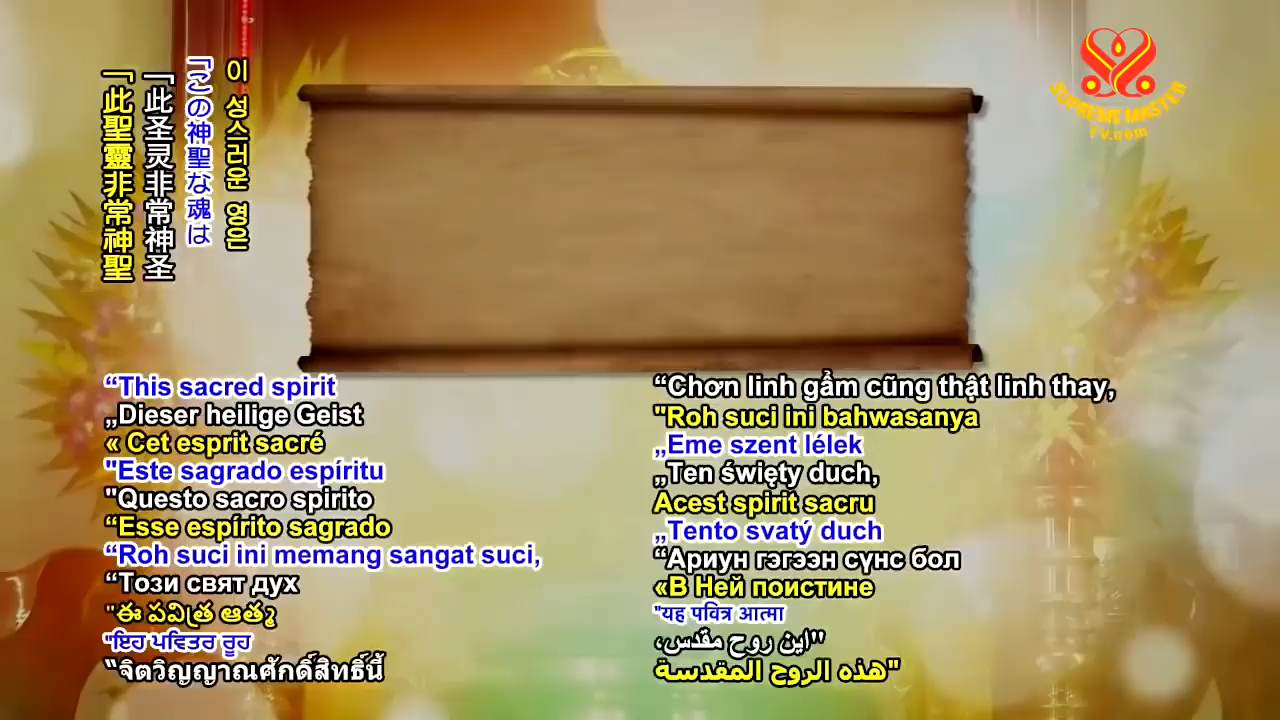 「此聖靈非常神聖
「此圣灵非常神圣
「この神聖な魂は
이 성스러운 영은
SUPREME MASTER
TV.com
“This sacred spirit
„Dieser heilige Geist
« Cet esprit sacré
"Este sagrado espíritu
"Questo sacro spirito
“Esse espírito sagrado
“Roh suci ini memang sangat suci,
“Този свят дух
"ఈ పవిత్ర ఆత్మ
"ਇਹ ਪਵਿਤਰ ਰੂਹ
“จิตวิญญาณศักดิ์สิทธิ์นี้
“Chơn linh gẩm cũng thật linh thay,
"Roh suci ini bahwasanya
„Eme szent lélek
„Ten święty duch,
Acest spirit sacru
„Tento svatý duch
“Ариун гэгээн сүнс бол
«В Ней поистине
"यह पवित्र आत्मा
"این روح مقدس،
"هذه الروح المقدسة